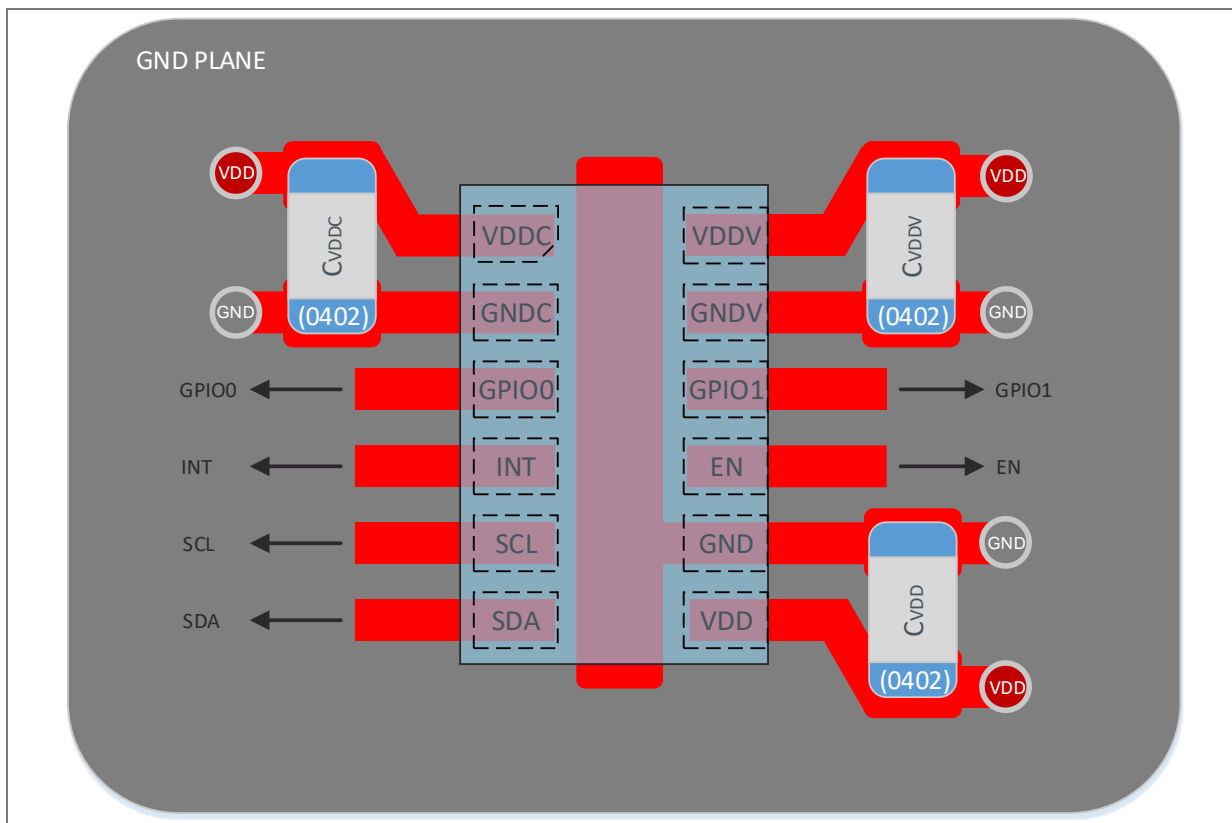 GND PLANE
VDD
VDD
CVDDC
(0402)
CVDDV
(0402)
VDDC
VDDV
GND
GNDC
GNDV
GND
GPIO0
GPIO0
GPIO1
GPIO1
INT
INT
EN
EN
SCL
SCL
GND
GND
SDA
SDA
VDD
CVDD
(0402)
VDD